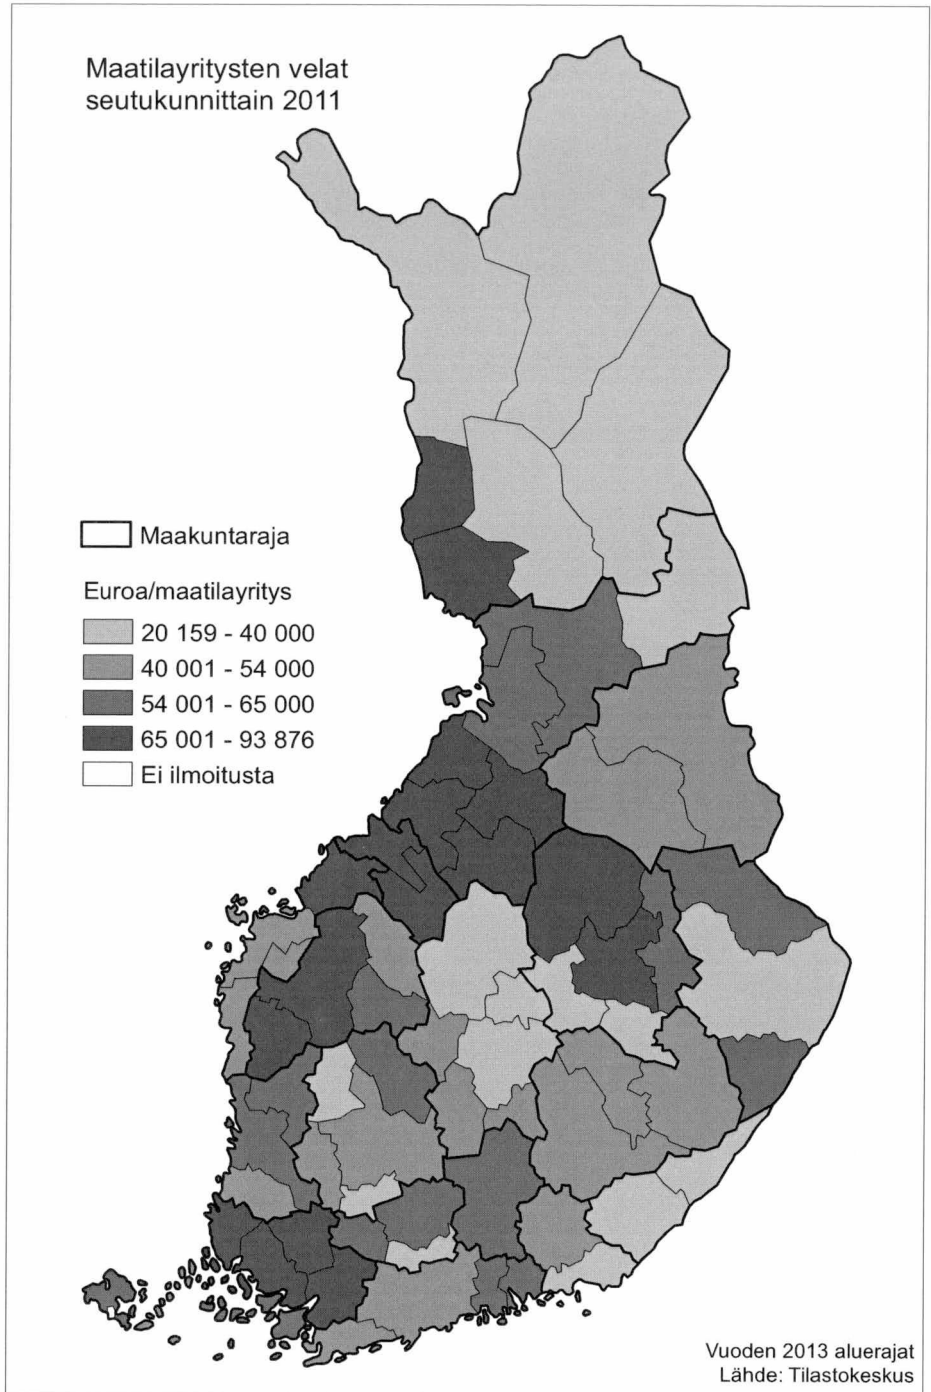 Maatilayritysten velat
seutukunnittain 2011
Maakuntaraja
Euroa/maatilayritys
20 159 - 40 000
40 001 - 54 000
54 001 - 65 000
65 001 - 93 876
Ei ilmoitusta
Vuoden 2013 aluerajat
Lähde: Tilastokeskus